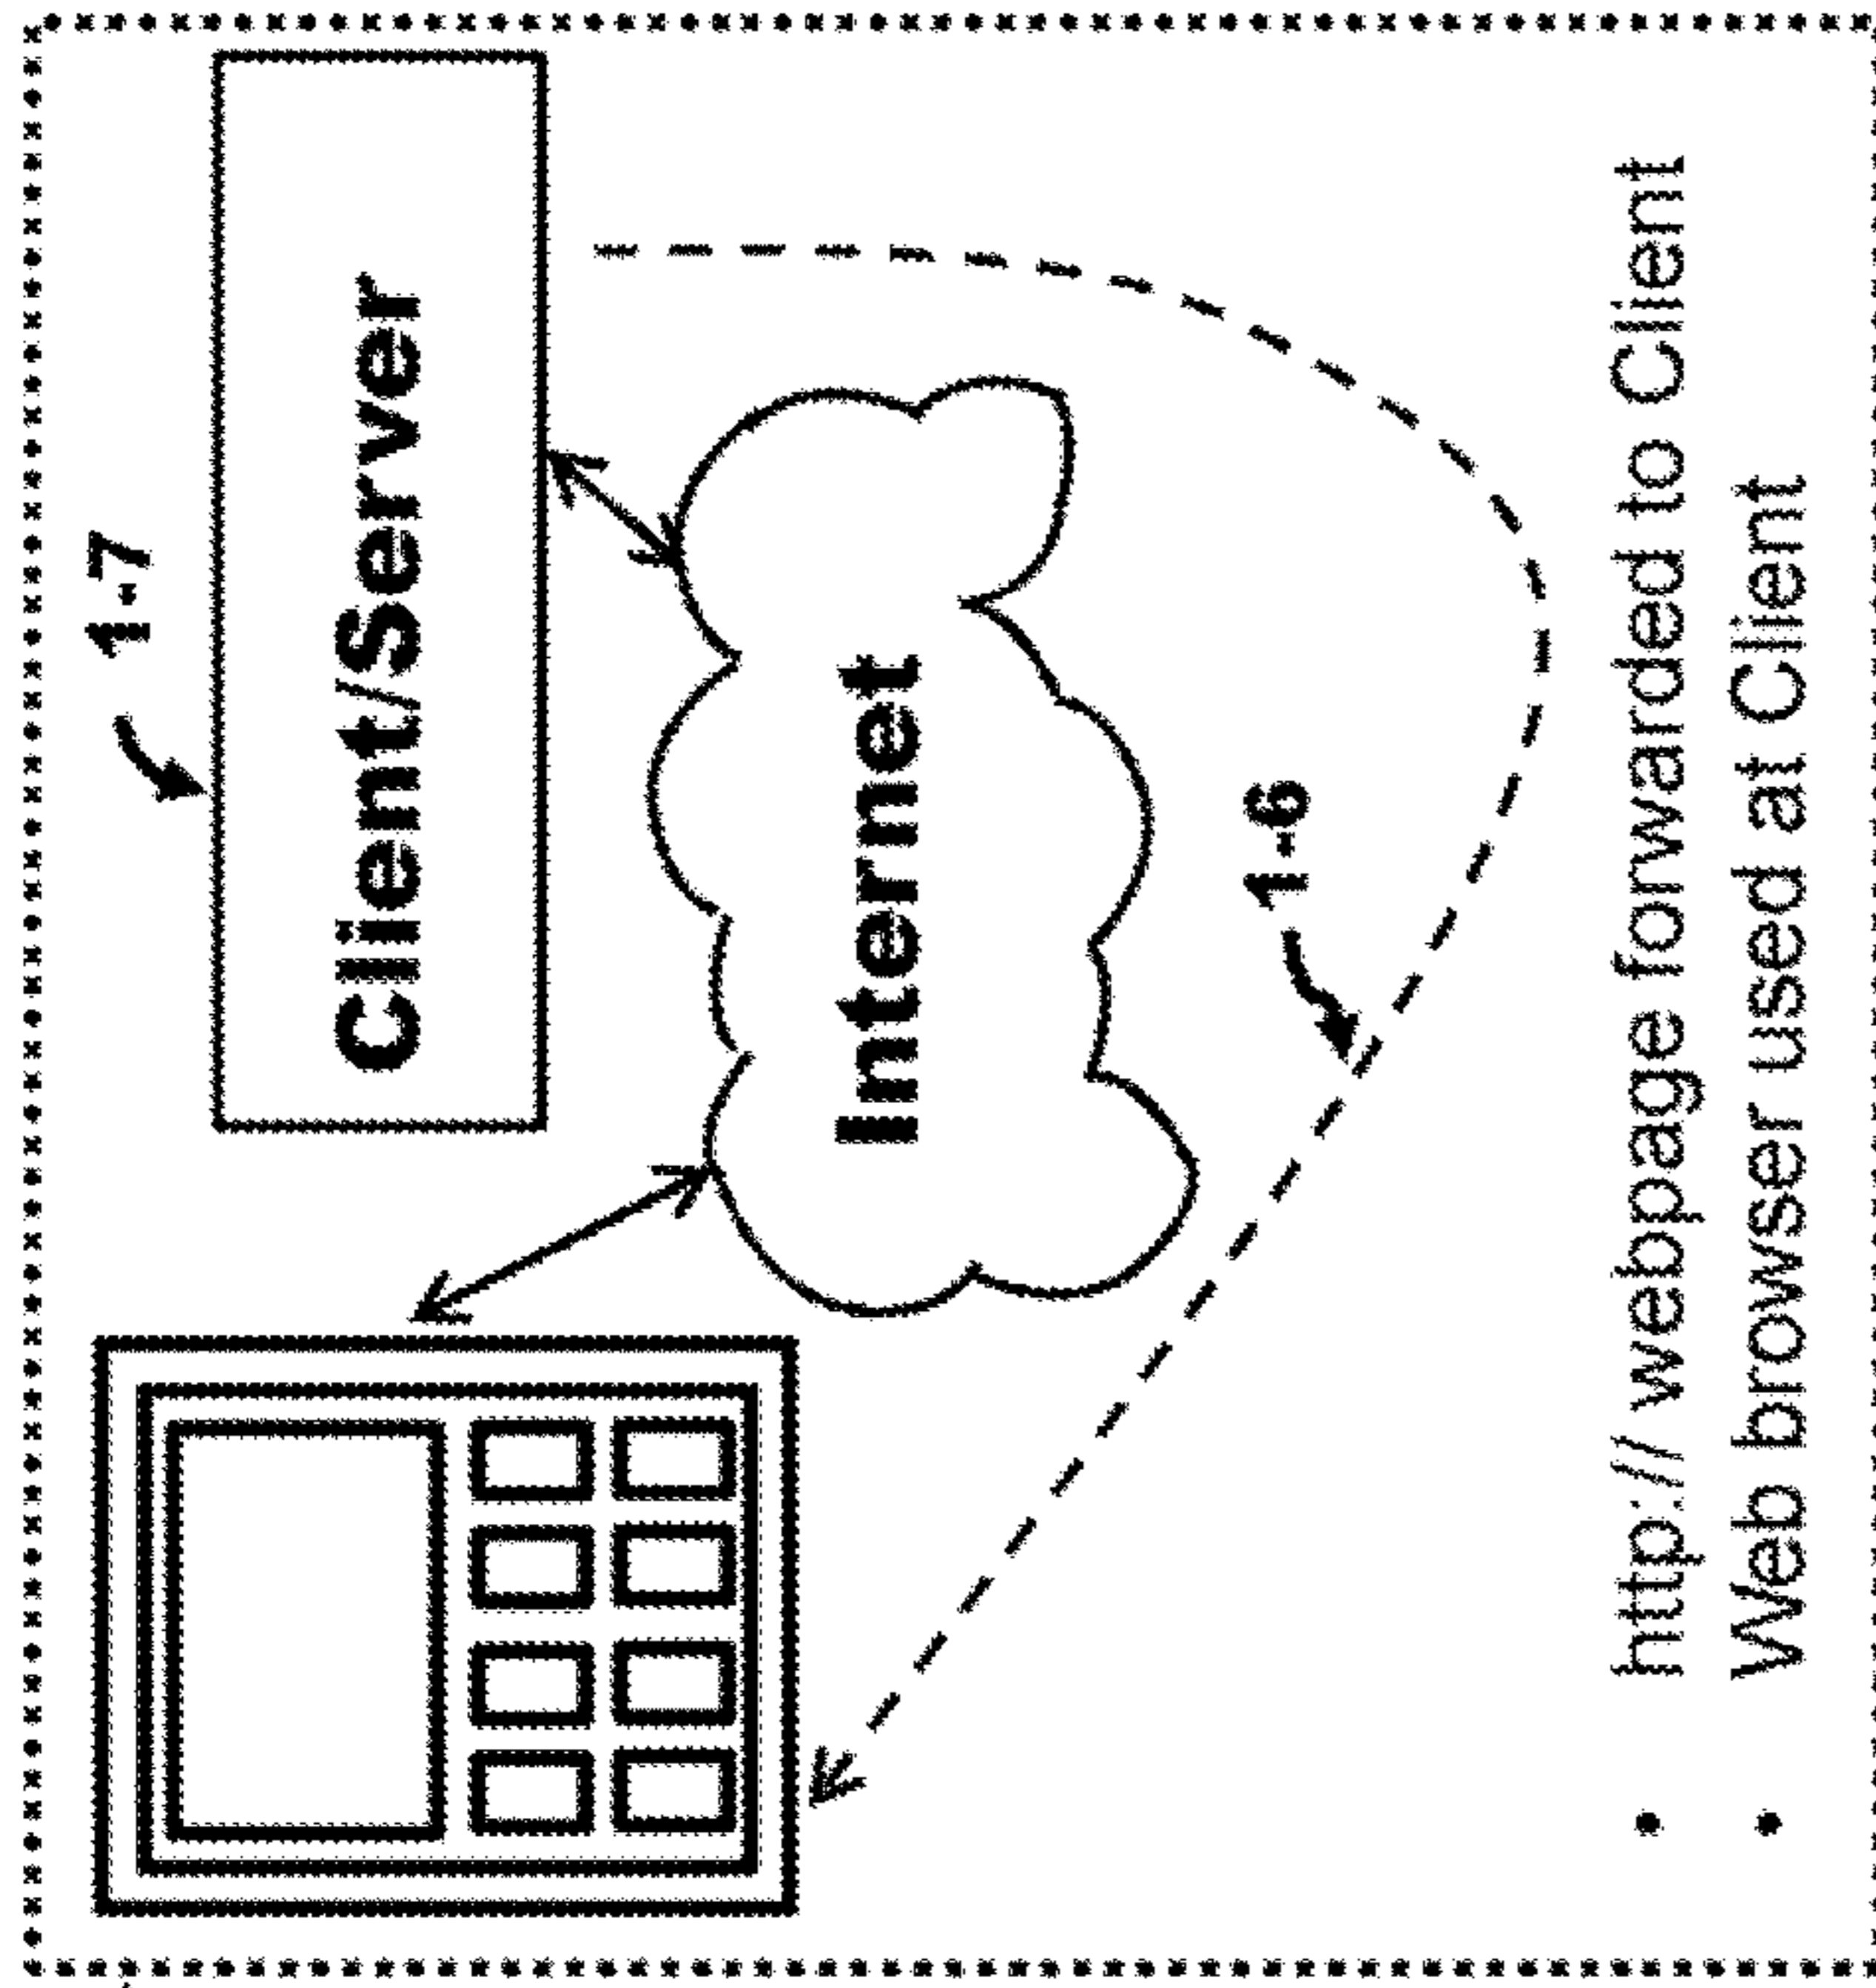 1-7
Client/Server
Internet
1-6
• http:// webpage forwarded to Client
• Web browser used at Client